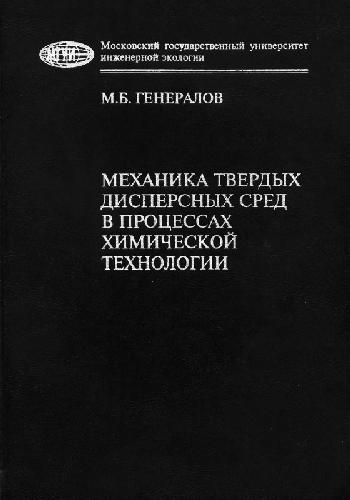 Московский государственный университет
инженерной экологии
М.Б. ГЕНЕРАЛОВ
МЕХАНИКА ТВЕРДЫХ
ДИСПЕРСНЫХ СРЕД
В ПРОЦЕССАХ
ХИМИЧЕСКОЙ
ТЕХНОЛОГИИ